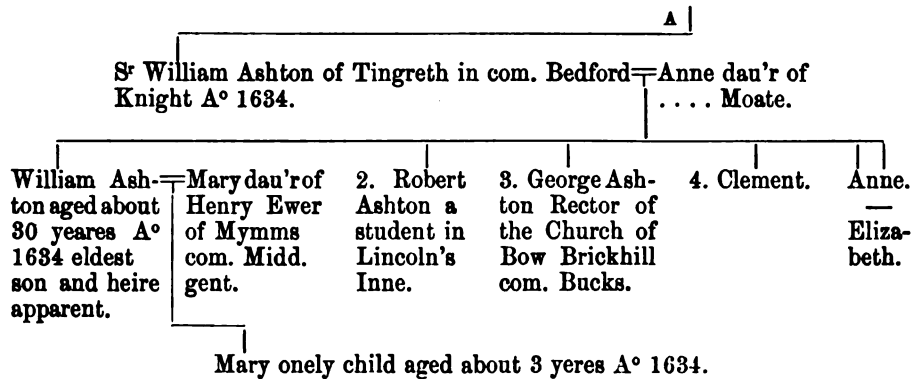 A
Sr William Ashton of Tingreth in com. Bedford=Anne dau'r of
Knight Ao 1634.
. . . . Moate.
William Ash-
ton aged about
30 yeares Ao
1634 eldest
son and heire
apparent.
=Mary dau'r of
Henry Ewer
of Mymms
com. Midd.
gent.
2. Robert
Ashton a
student in
Lincoln's
Inne.
3. George Ash-
ton Rector of
the Church of
Bow Brickhill
com. Bucks.
4. Clement.
Anne.
—
Eliza-
beth.
Mary onely child aged about 3 yeres Ao 1634.